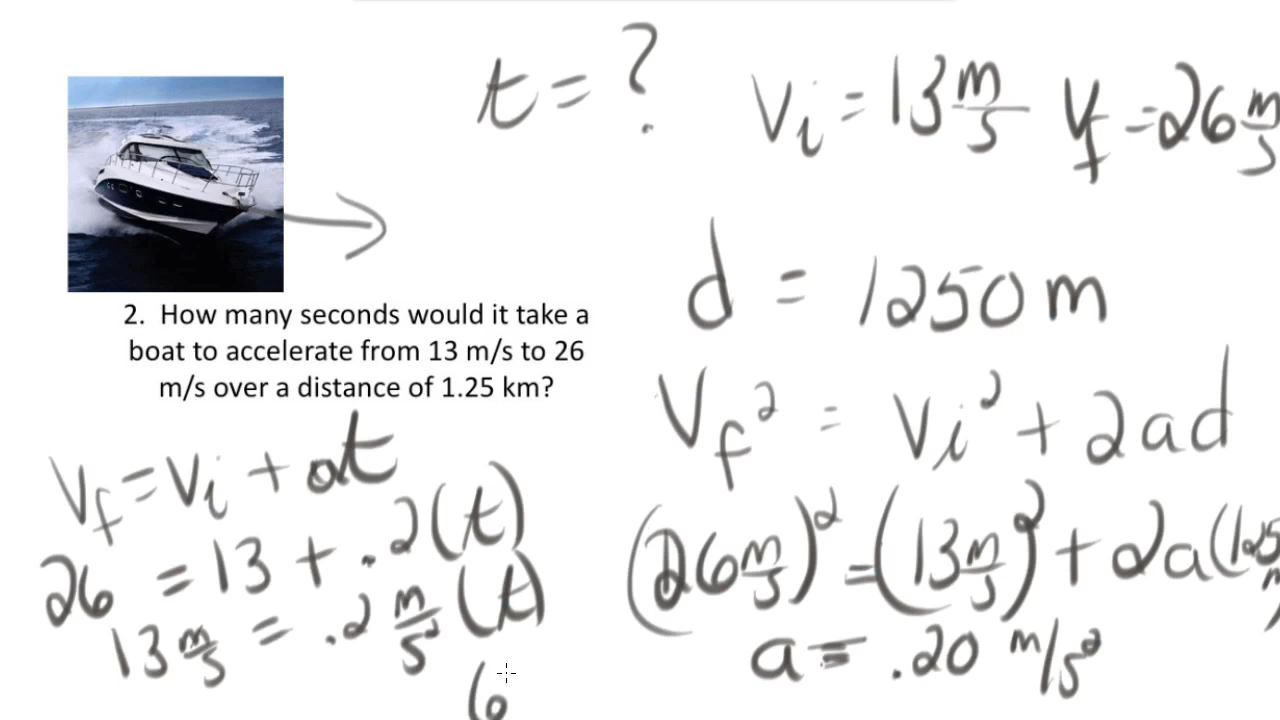 t = ?
Vi = 13 m/s Vf = 26 m/s
d = 1250 m
2. How many seconds would it take a
boat to accelerate from 13 m/s to 26
m/s over a distance of 1.25 km?
Vf² = Vi² + 2ad
(26 m/s)² = (13 m/s)² + 2a(125
m
a = .20 m/s²
Vf = Vi + at
26 = 13 + .2(t)
13 m/s = .2 m/s² (t)
6